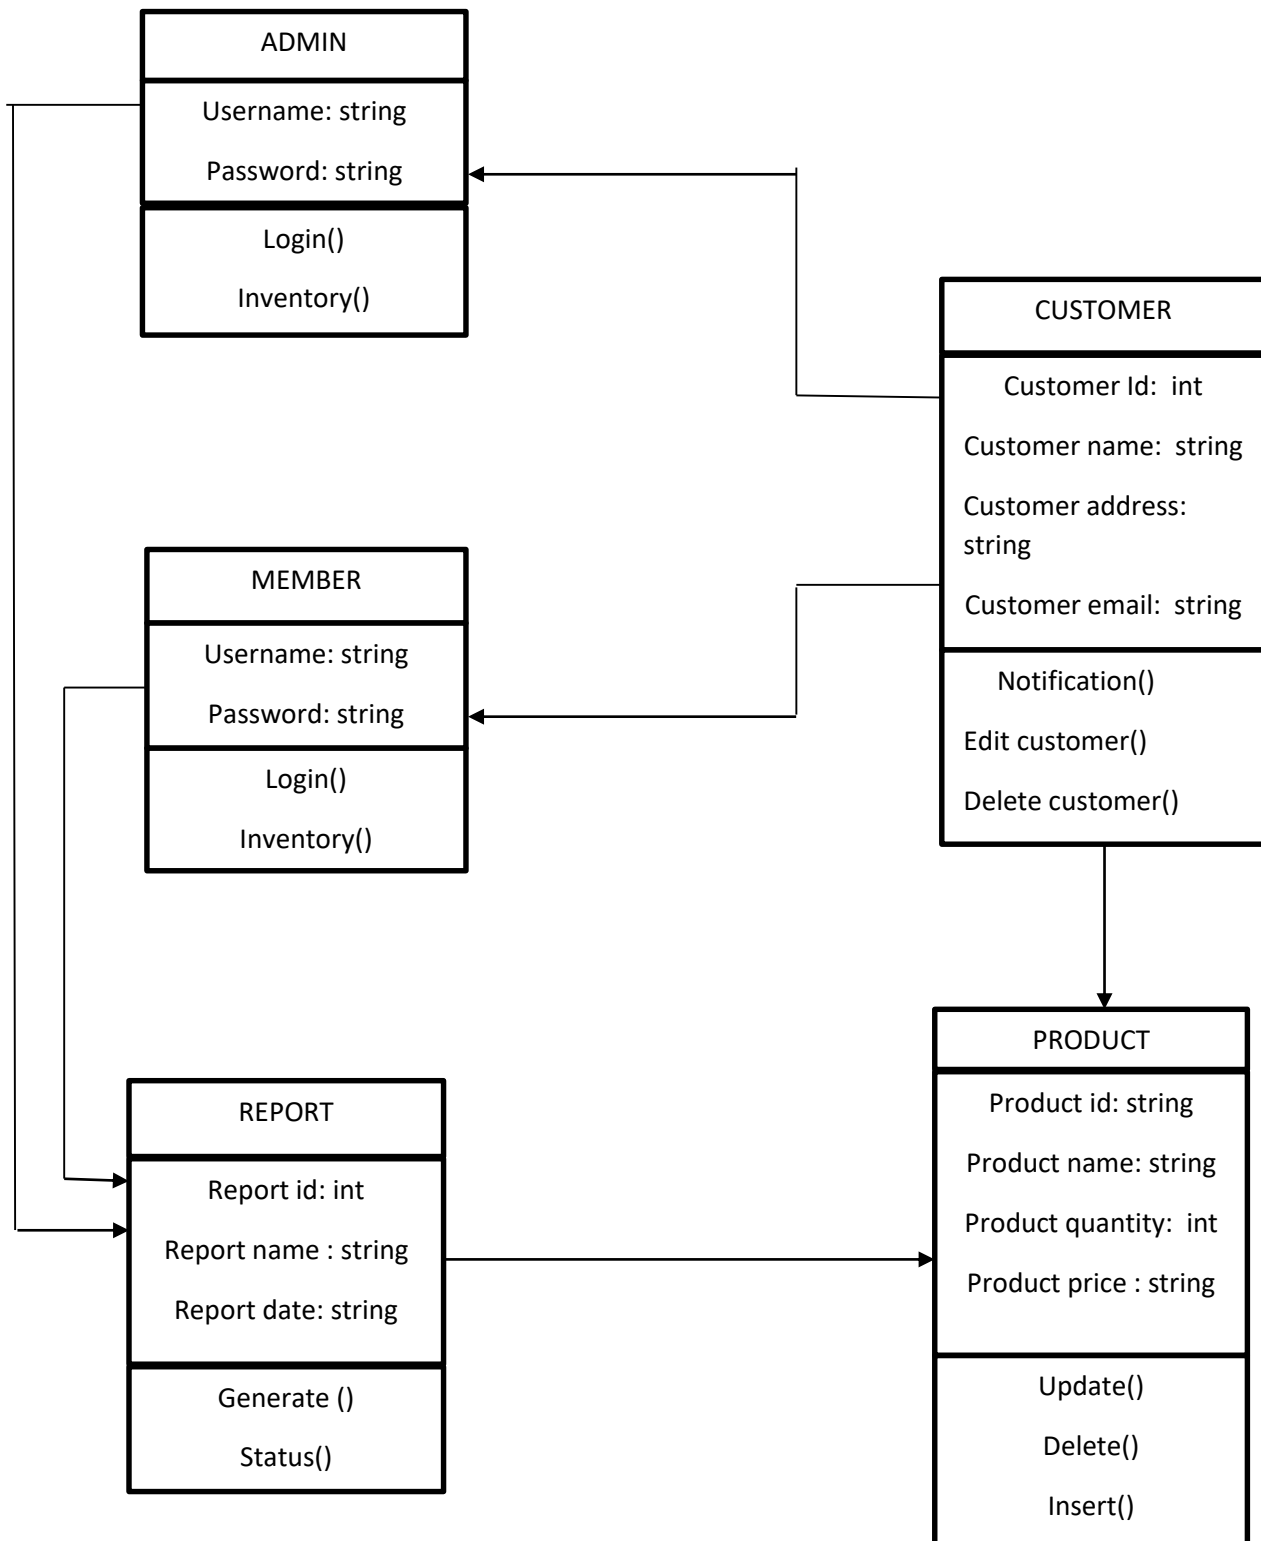 ADMIN
Username: string
Password: string
Login()
Inventory()
CUSTOMER
Customer Id:  int
Customer name:  string
Customer address:
string
Customer email:  string
Notification()
Edit customer()
Delete customer()
MEMBER
Username: string
Password: string
Login()
Inventory()
REPORT
Report id: int
Report name : string
Report date: string
Generate ()
Status()
PRODUCT
Product id: string
Product name: string
Product quantity:  int
Product price : string
Update()
Delete()
Insert()